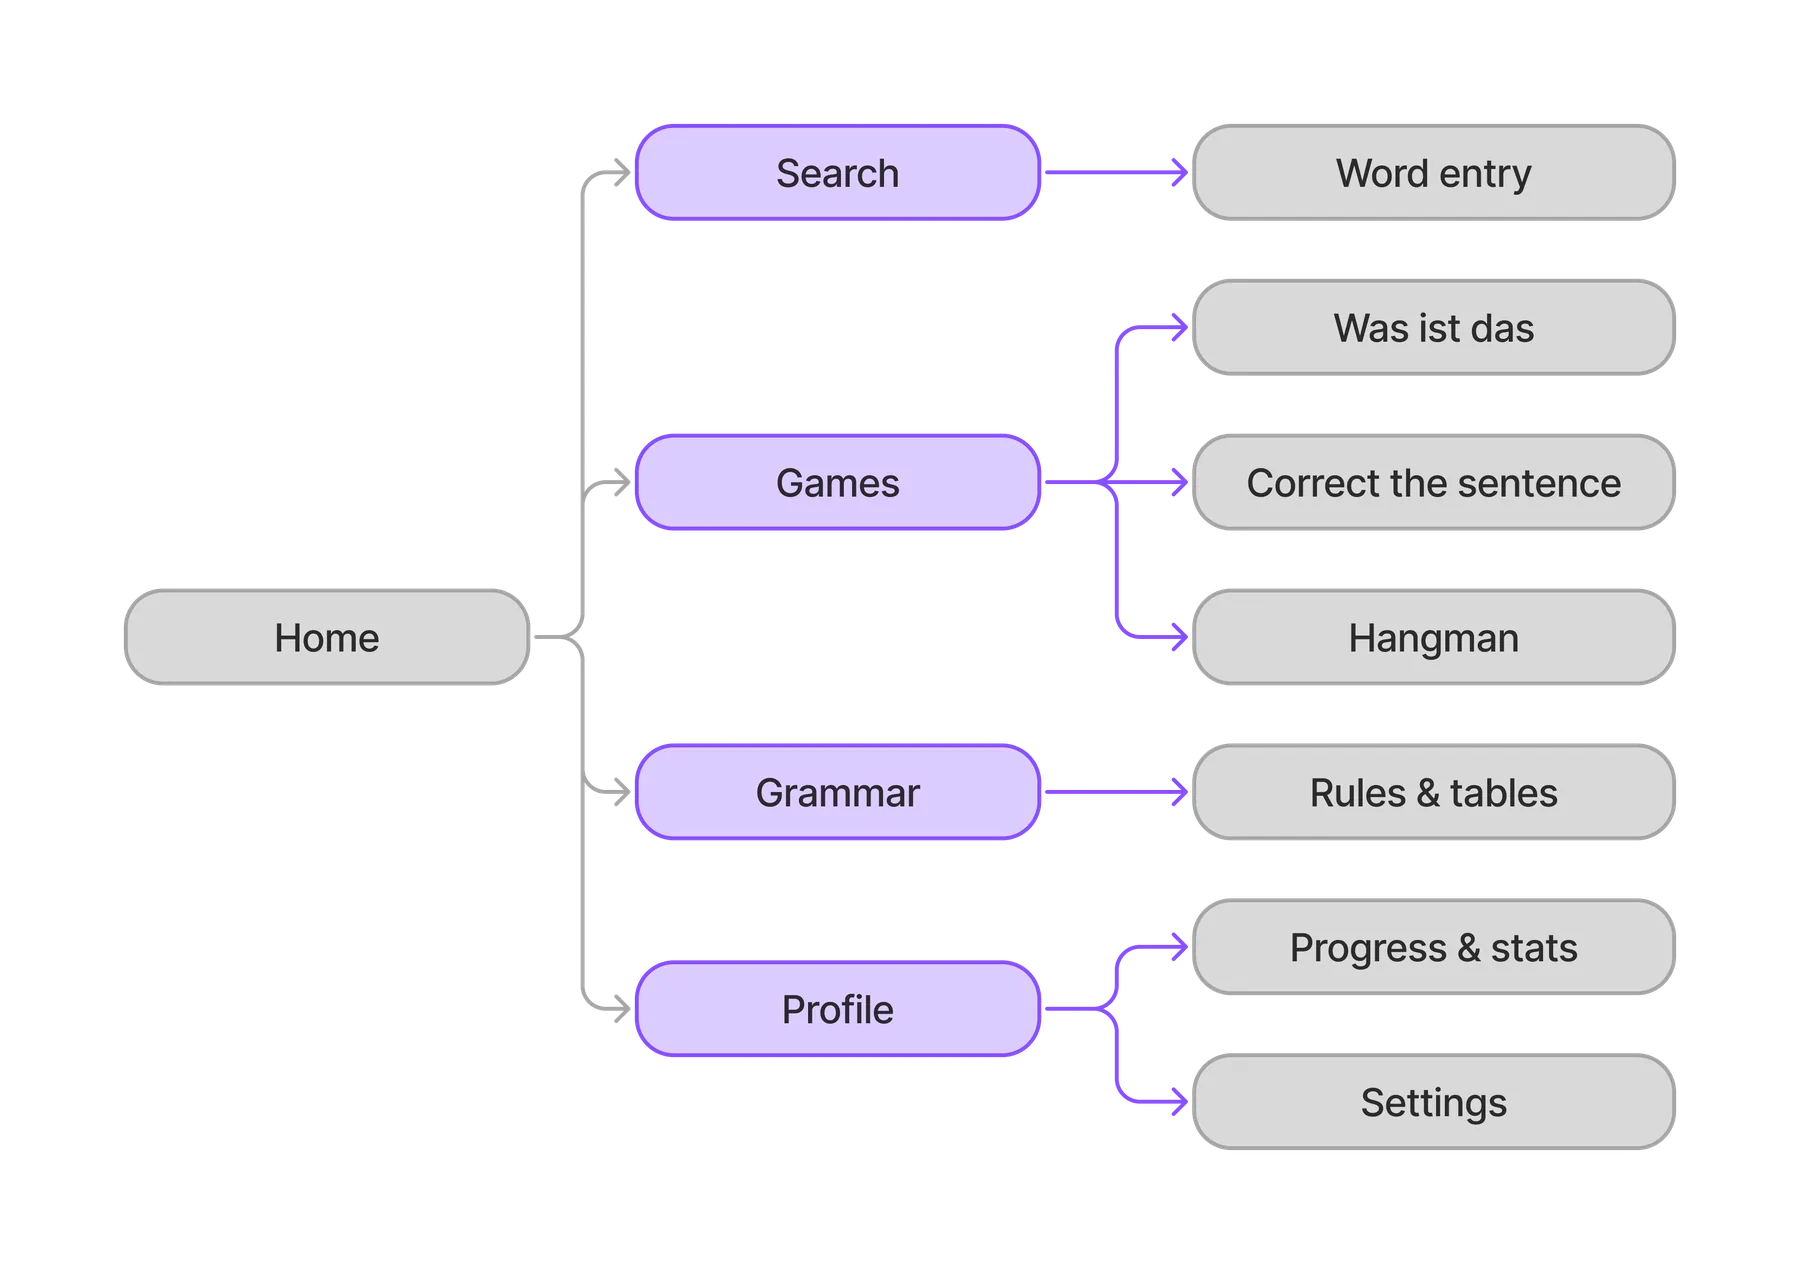 Home
Search
Word entry
Games
Was ist das
Correct the sentence
Hangman
Grammar
Rules & tables
Profile
Progress & stats
Settings